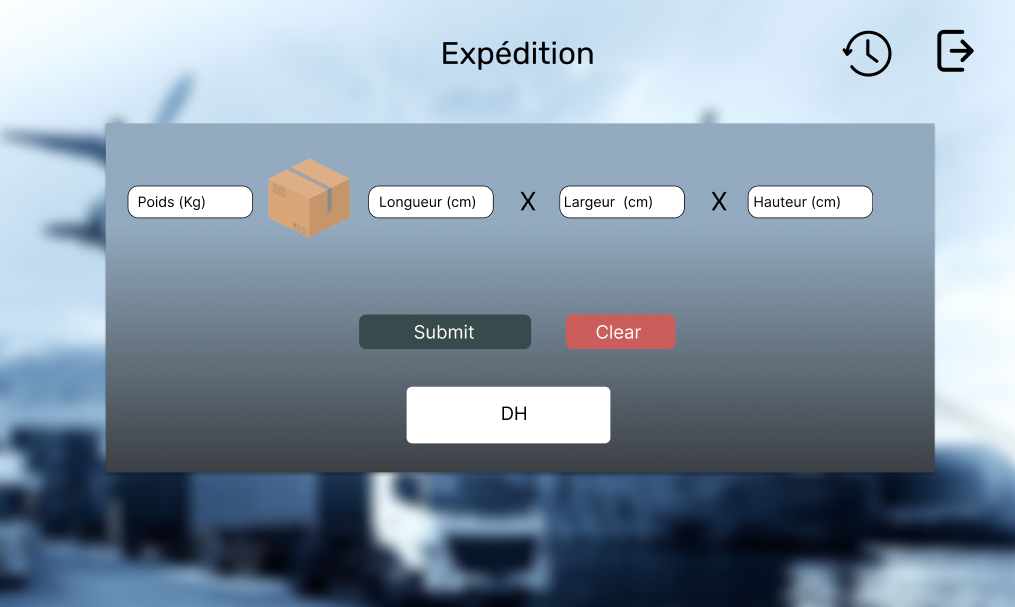 Expédition
Poids (Kg)
Longueur (cm)
X
Largeur (cm)
X
Hauteur (cm)
Submit
Clear
DH